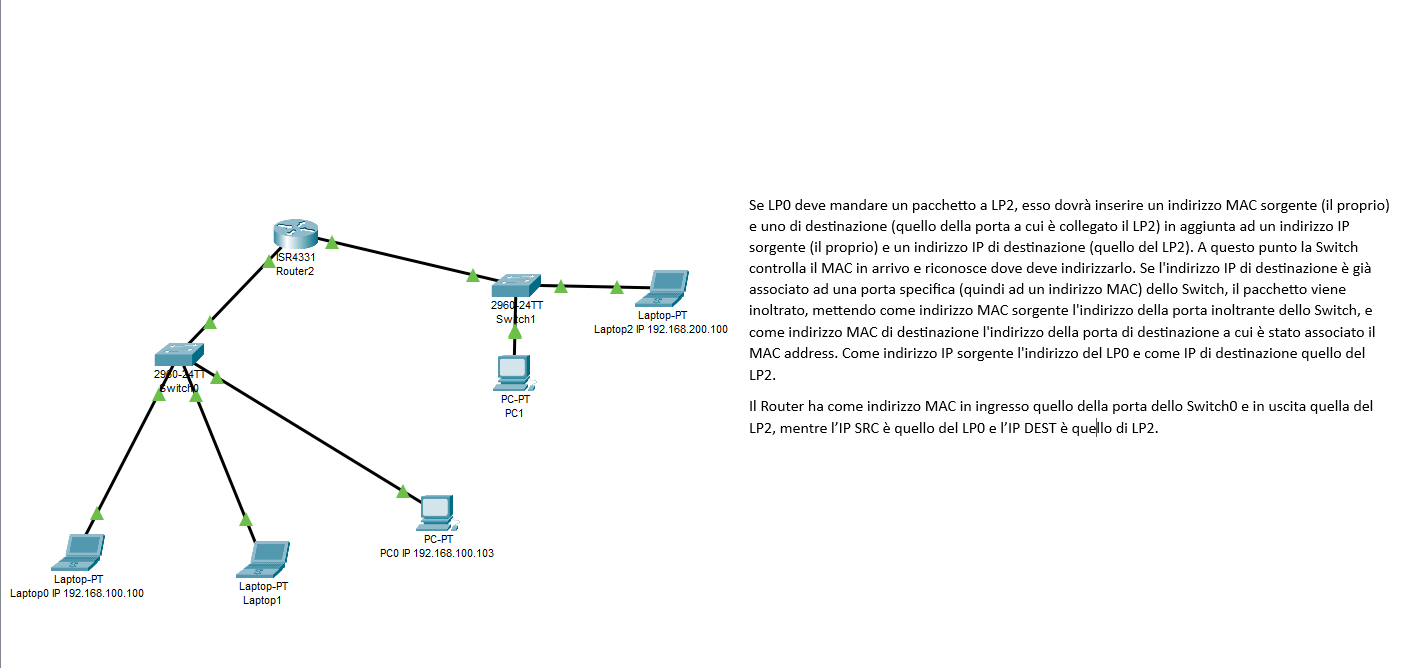 Se LP0 deve mandare un pacchetto a LP2, esso dovrà inserire un indirizzo MAC sorgente (il proprio)
e uno di destinazione (quello della porta a cui è collegato il LP2) in aggiunta ad un indirizzo IP
sorgente (il proprio) e un indirizzo IP di destinazione (quello del LP2). A questo punto la Switch
controlla il MAC in arrivo e riconosce dove deve indirizzarlo. Se l'indirizzo IP di destinazione è già
associato ad una porta specifica (quindi ad un indirizzo MAC) dello Switch, il pacchetto viene
inoltrato, mettendo come indirizzo MAC sorgente l'indirizzo della porta inoltrante dello Switch, e
come indirizzo MAC di destinazione l'indirizzo della porta di destinazione a cui è stato associato il
MAC address. Come indirizzo IP sorgente l'indirizzo del LP0 e come IP di destinazione quello del
LP2.
Il Router ha come indirizzo MAC in ingresso quello della porta dello Switch0 e in uscita quella del
LP2, mentre l’IP SRC è quello del LP0 e l’IP DEST è quello di LP2.
ISR4331
Router2
2960-24TT
Switch1
Laptop-PT
Laptop2 IP 192.168.200.100
2960-24TT
Switch0
PC-PT
PC1
PC-PT
PC0 IP 192.168.100.103
Laptop-PT
Laptop0 IP 192.168.100.100
Laptop-PT
Laptop1